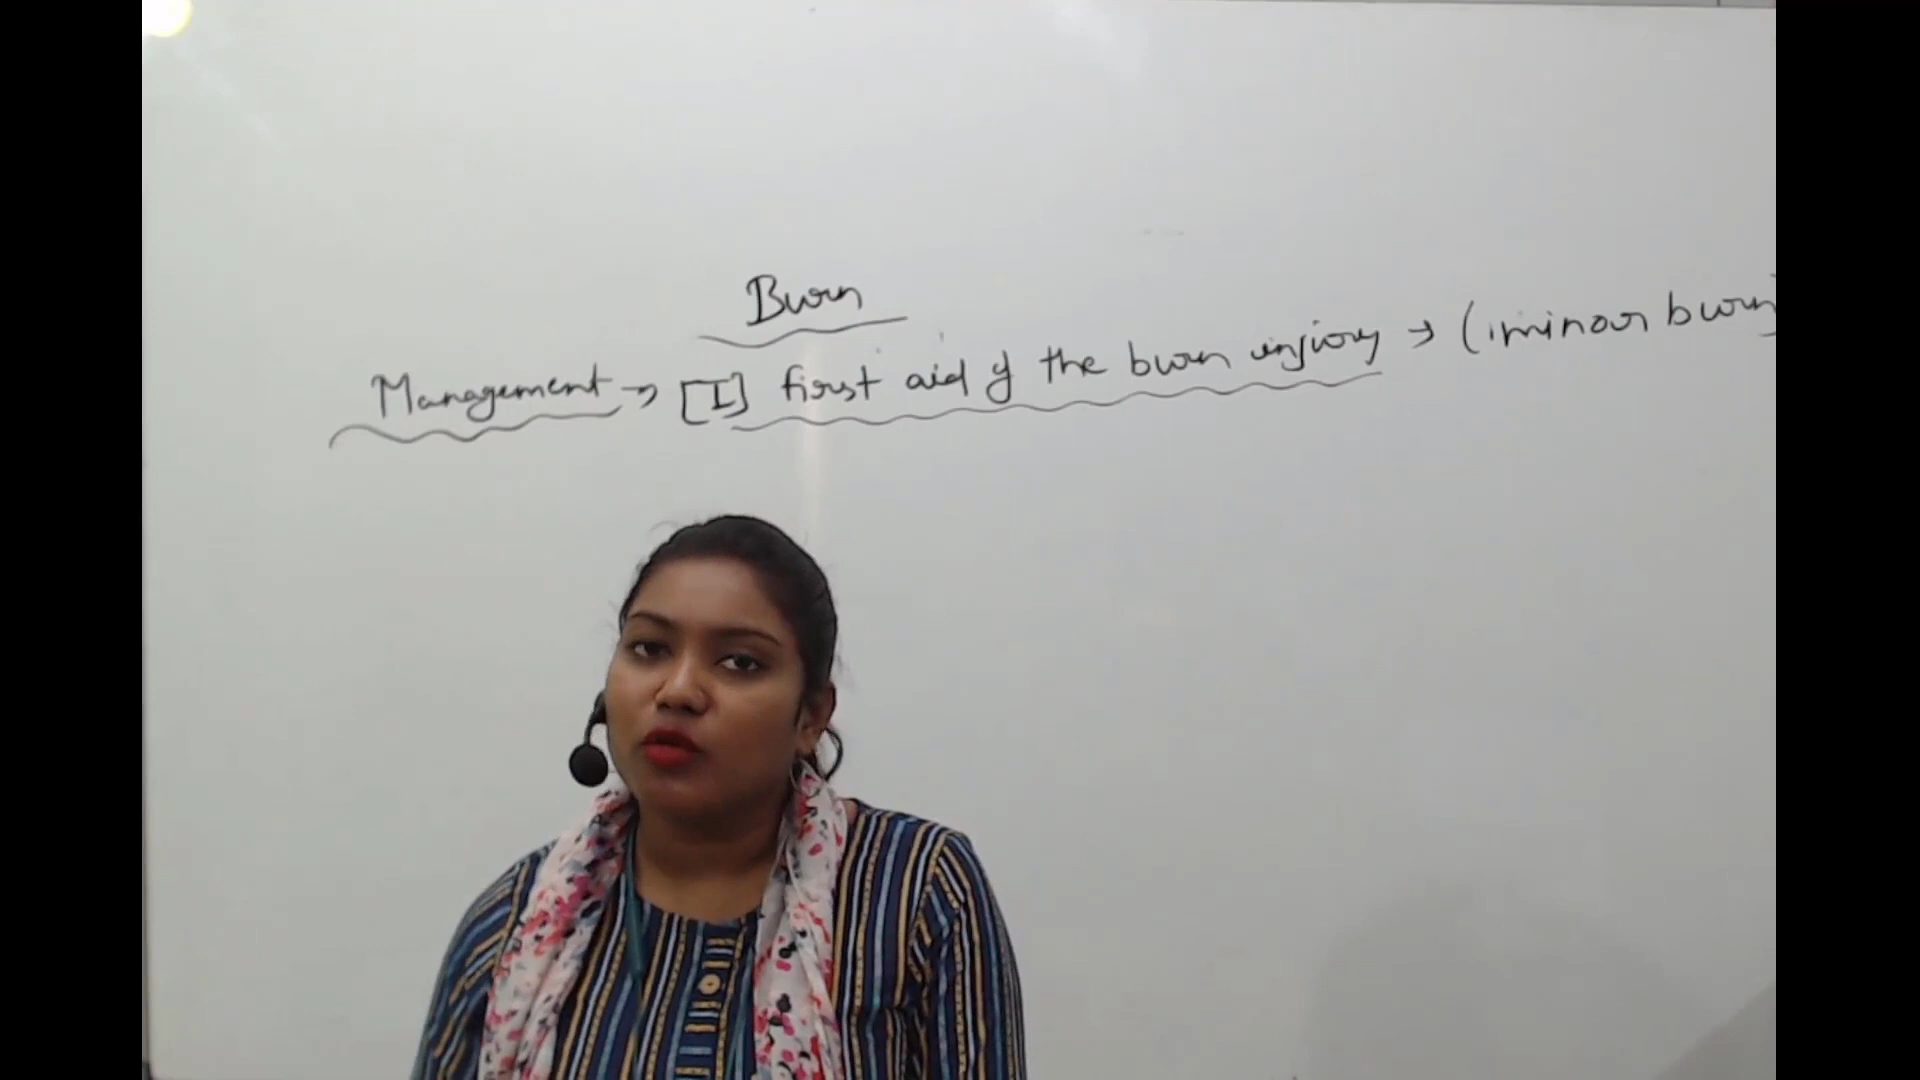 Burn
Management → [I] first aid of the burn injury → (minor burn)